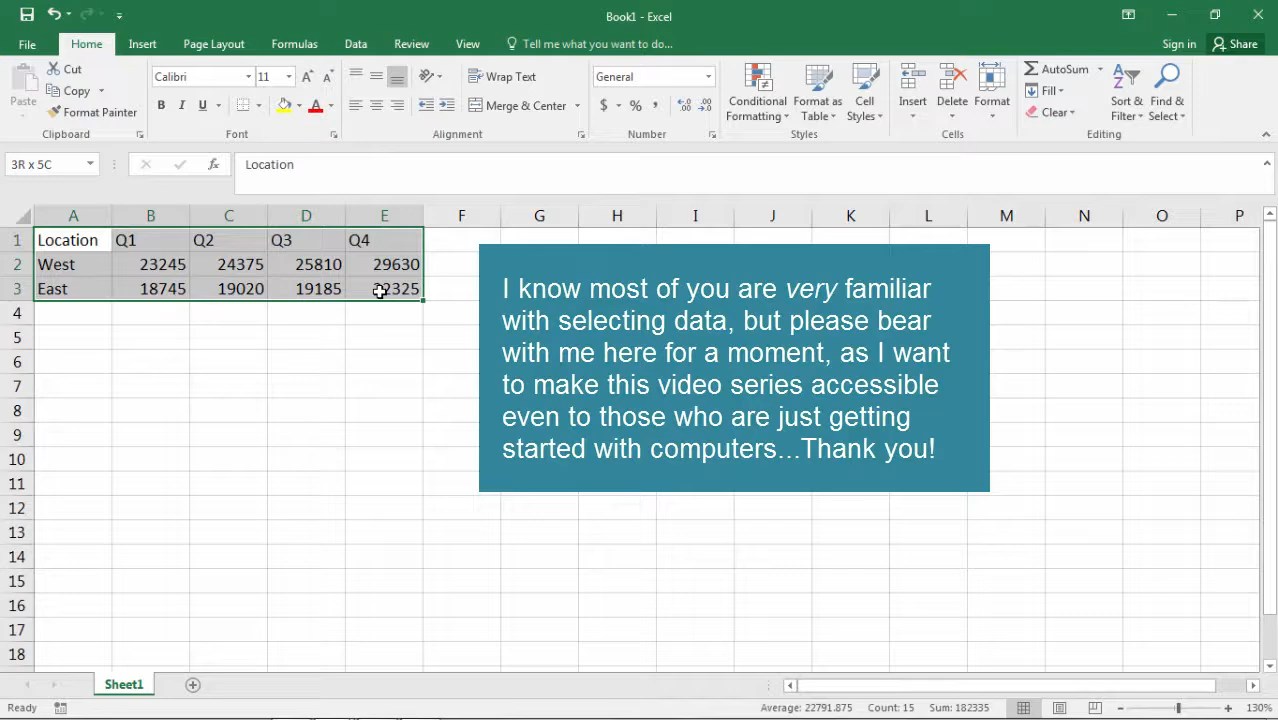 Book1 - Excel
File Home Insert Page Layout Formulas Data Review View Tell me what you want to do... Sign in Share
Paste Cut Calibri 11 Wrap Text General Conditional Formatting Format as Table Cell Styles Insert Delete Format AutoSum Sort & Filter Find & Select
Copy B I U Merge & Center $ % , Fill
Format Painter Clear
Clipboard Font Alignment Number Styles Cells Editing
3R x 5C fx Location
A B C D E F G H I J K L M N O P
1 Location Q1 Q2 Q3 Q4
2 West 23245 24375 25810 29630
3 East 18745 19020 19185 2325
4
5
6
7
8
9
10
11
12
13
14
15
16
17
18
I know most of you are very familiar
with selecting data, but please bear
with me here for a moment, as I want
to make this video series accessible
even to those who are just getting
started with computers...Thank you!
Sheet1
Ready Average: 22791.875 Count: 15 Sum: 182335 130%